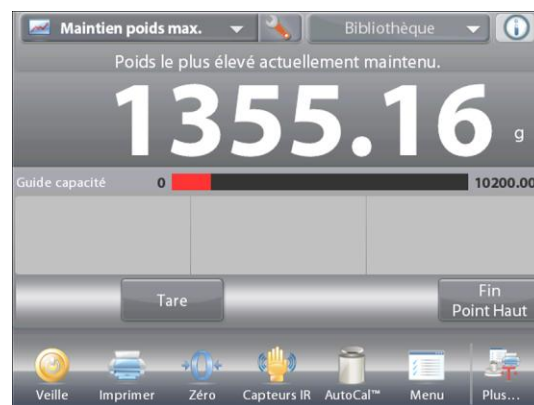 Maintien poids max.
Bibliothèque
Poids le plus élevé actuellement maintenu.
1355.16 g
Guide capacité 0 10200.00
Tare
Fin
Point Haut
Veille Imprimer Zéro Capteurs IR AutoCal™ Menu Plus...